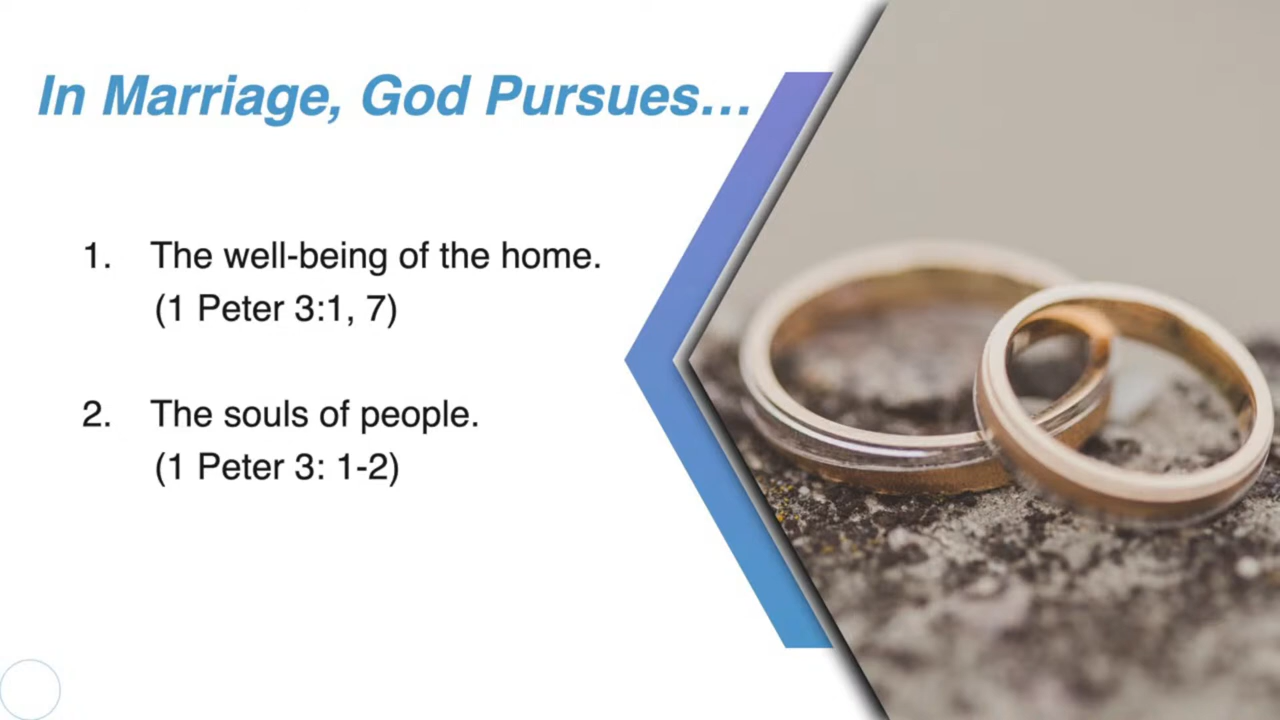 In Marriage, God Pursues...
1. The well-being of the home.
(1 Peter 3:1, 7)
2. The souls of people.
(1 Peter 3: 1-2)